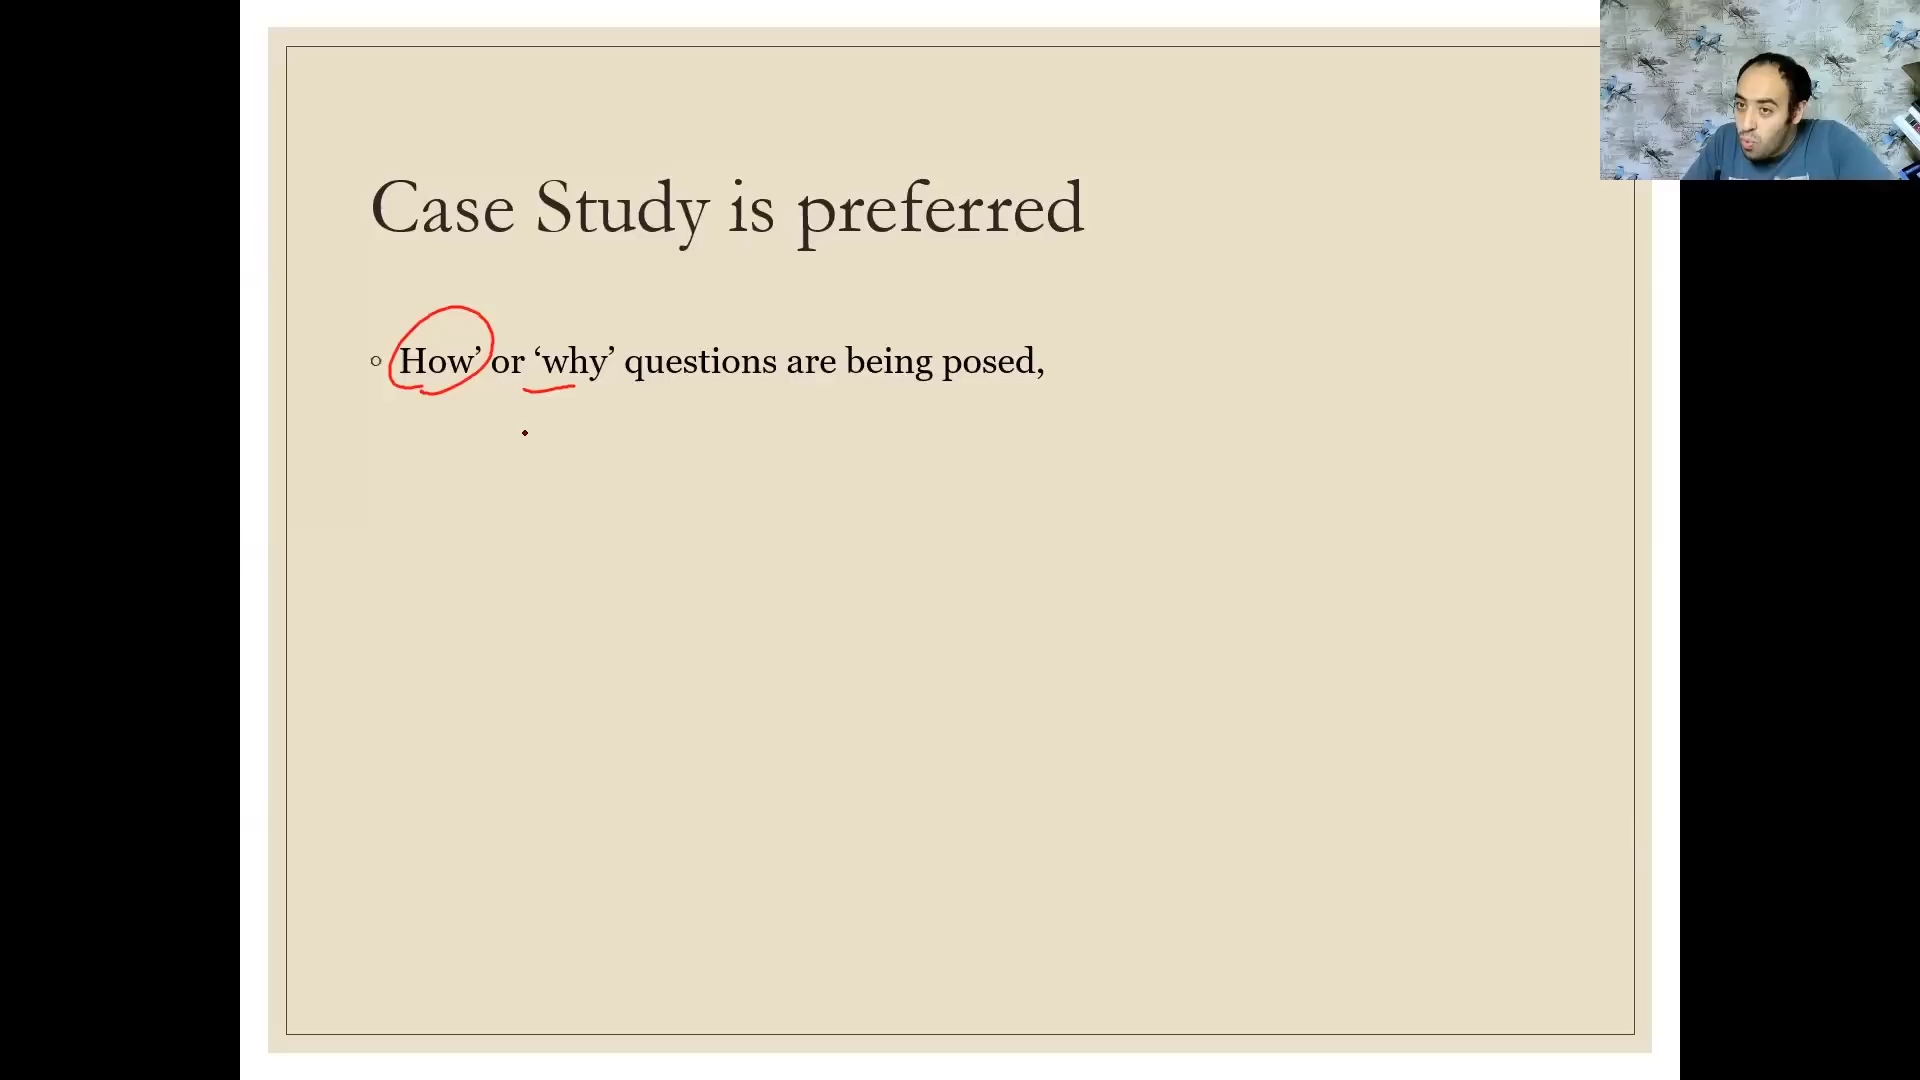 Case Study is preferred
How’ or ‘why’ questions are being posed,